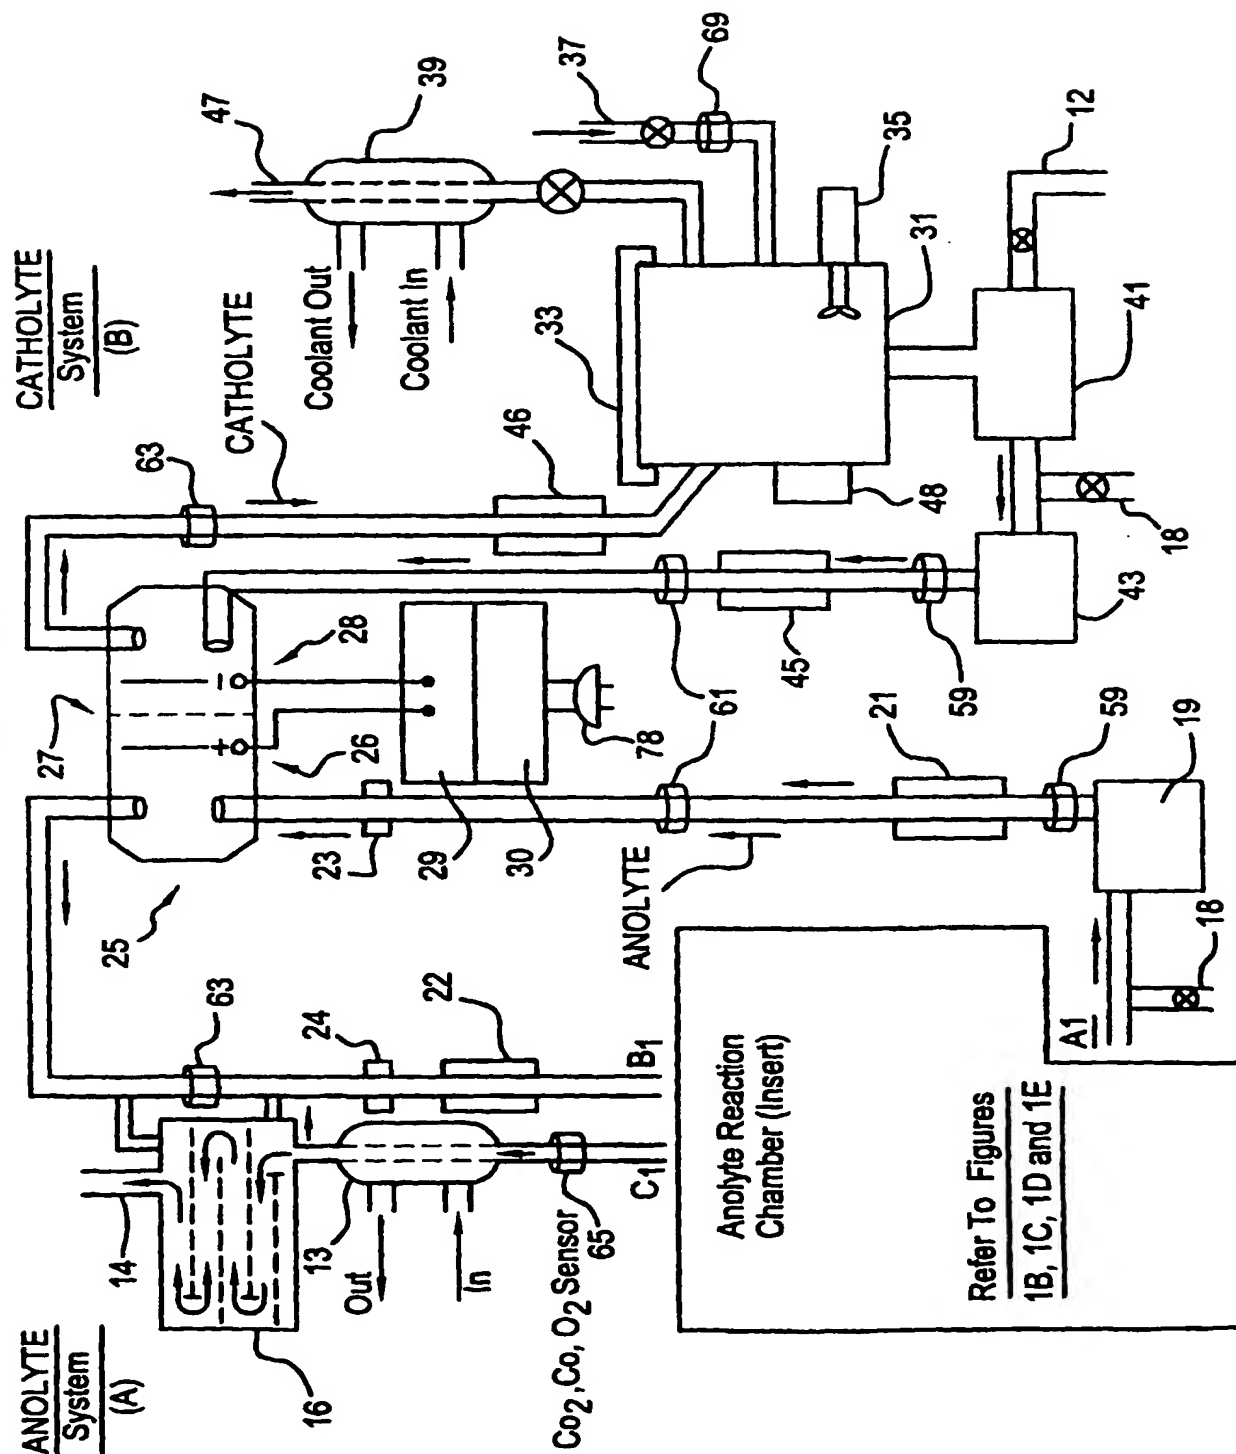 ANOLYTE
System
(A)
CATHOLYTE
System
(B)
14
16
13
Out
In
Co2, Co, O2 Sensor
65
C1
B1
63
24
22
25
27
26
28
23
29
30
78
ANOLYTE
61
21
59
19
A1
18
Anolyte Reaction
Chamber (Insert)
Refer To Figures
1B, 1C, 1D and 1E
63
CATHOLYTE
46
45
59
43
18
48
33
31
41
12
35
Coolant Out
Coolant In
47
39
37
69